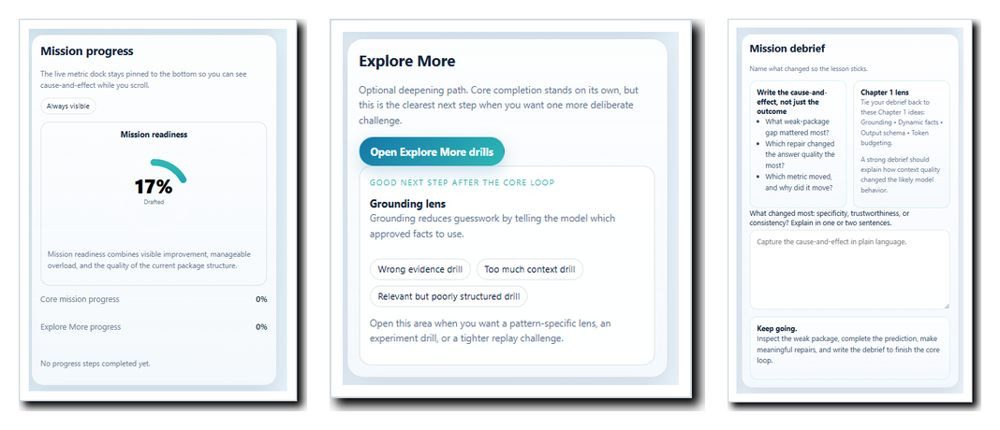 Mission progress
The live metric dock stays pinned to the bottom so you can see
cause-and-effect while you scroll.
Always visible
Mission readiness
17%
Drafted
Mission readiness combines visible improvement, manageable
overload, and the quality of the current package structure.
Core mission progress 0%
Explore More progress 0%
No progress steps completed yet.
Explore More
Optional deepening path. Core completion stands on its own, but
this is the clearest next step when you want one more deliberate
challenge.
Open Explore More drills
GOOD NEXT STEP AFTER THE CORE LOOP
Grounding lens
Grounding reduces guesswork by telling the model which
approved facts to use.
Wrong evidence drill
Too much context drill
Relevant but poorly structured drill
Open this area when you want a pattern-specific lens, an
experiment drill, or a tighter replay challenge.
Mission debrief
Name what changed so the lesson sticks.
Write the cause-and-
effect, not just the
outcome
• What weak-package
gap mattered most?
• Which repair changed
the answer quality the
most?
• Which metric moved,
and why did it move?
Chapter 1 lens
Tie your debrief back to
these Chapter 1 ideas:
Grounding • Dynamic facts •
Output schema • Token
budgeting.
A strong debrief should
explain how context quality
changed the likely model
behavior.
What changed most: specificity, trustworthiness, or
consistency? Explain in one or two sentences.
Capture the cause-and-effect in plain language.
Keep going.
Inspect the weak package, complete the prediction, make
meaningful repairs, and write the debrief to finish the core
loop.